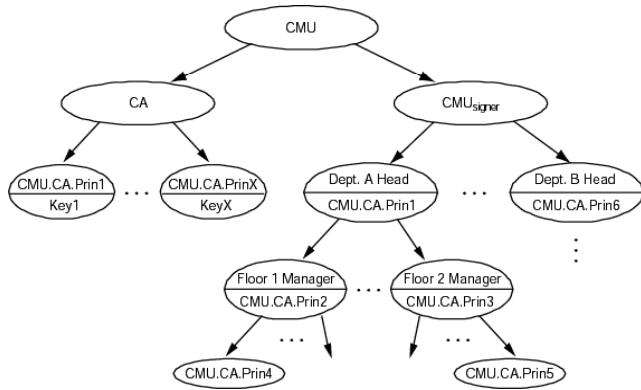 CMU
CA
CMUsigner
CMU.CA.Prin1
Key1
. . .
CMU.CA.PrinX
KeyX
Dept. A Head
CMU.CA.Prin1
. . .
Dept. B Head
CMU.CA.Prin6
Floor 1 Manager
CMU.CA.Prin2
. . .
Floor 2 Manager
CMU.CA.Prin3
. . .
. . .
CMU.CA.Prin4
CMU.CA.Prin5